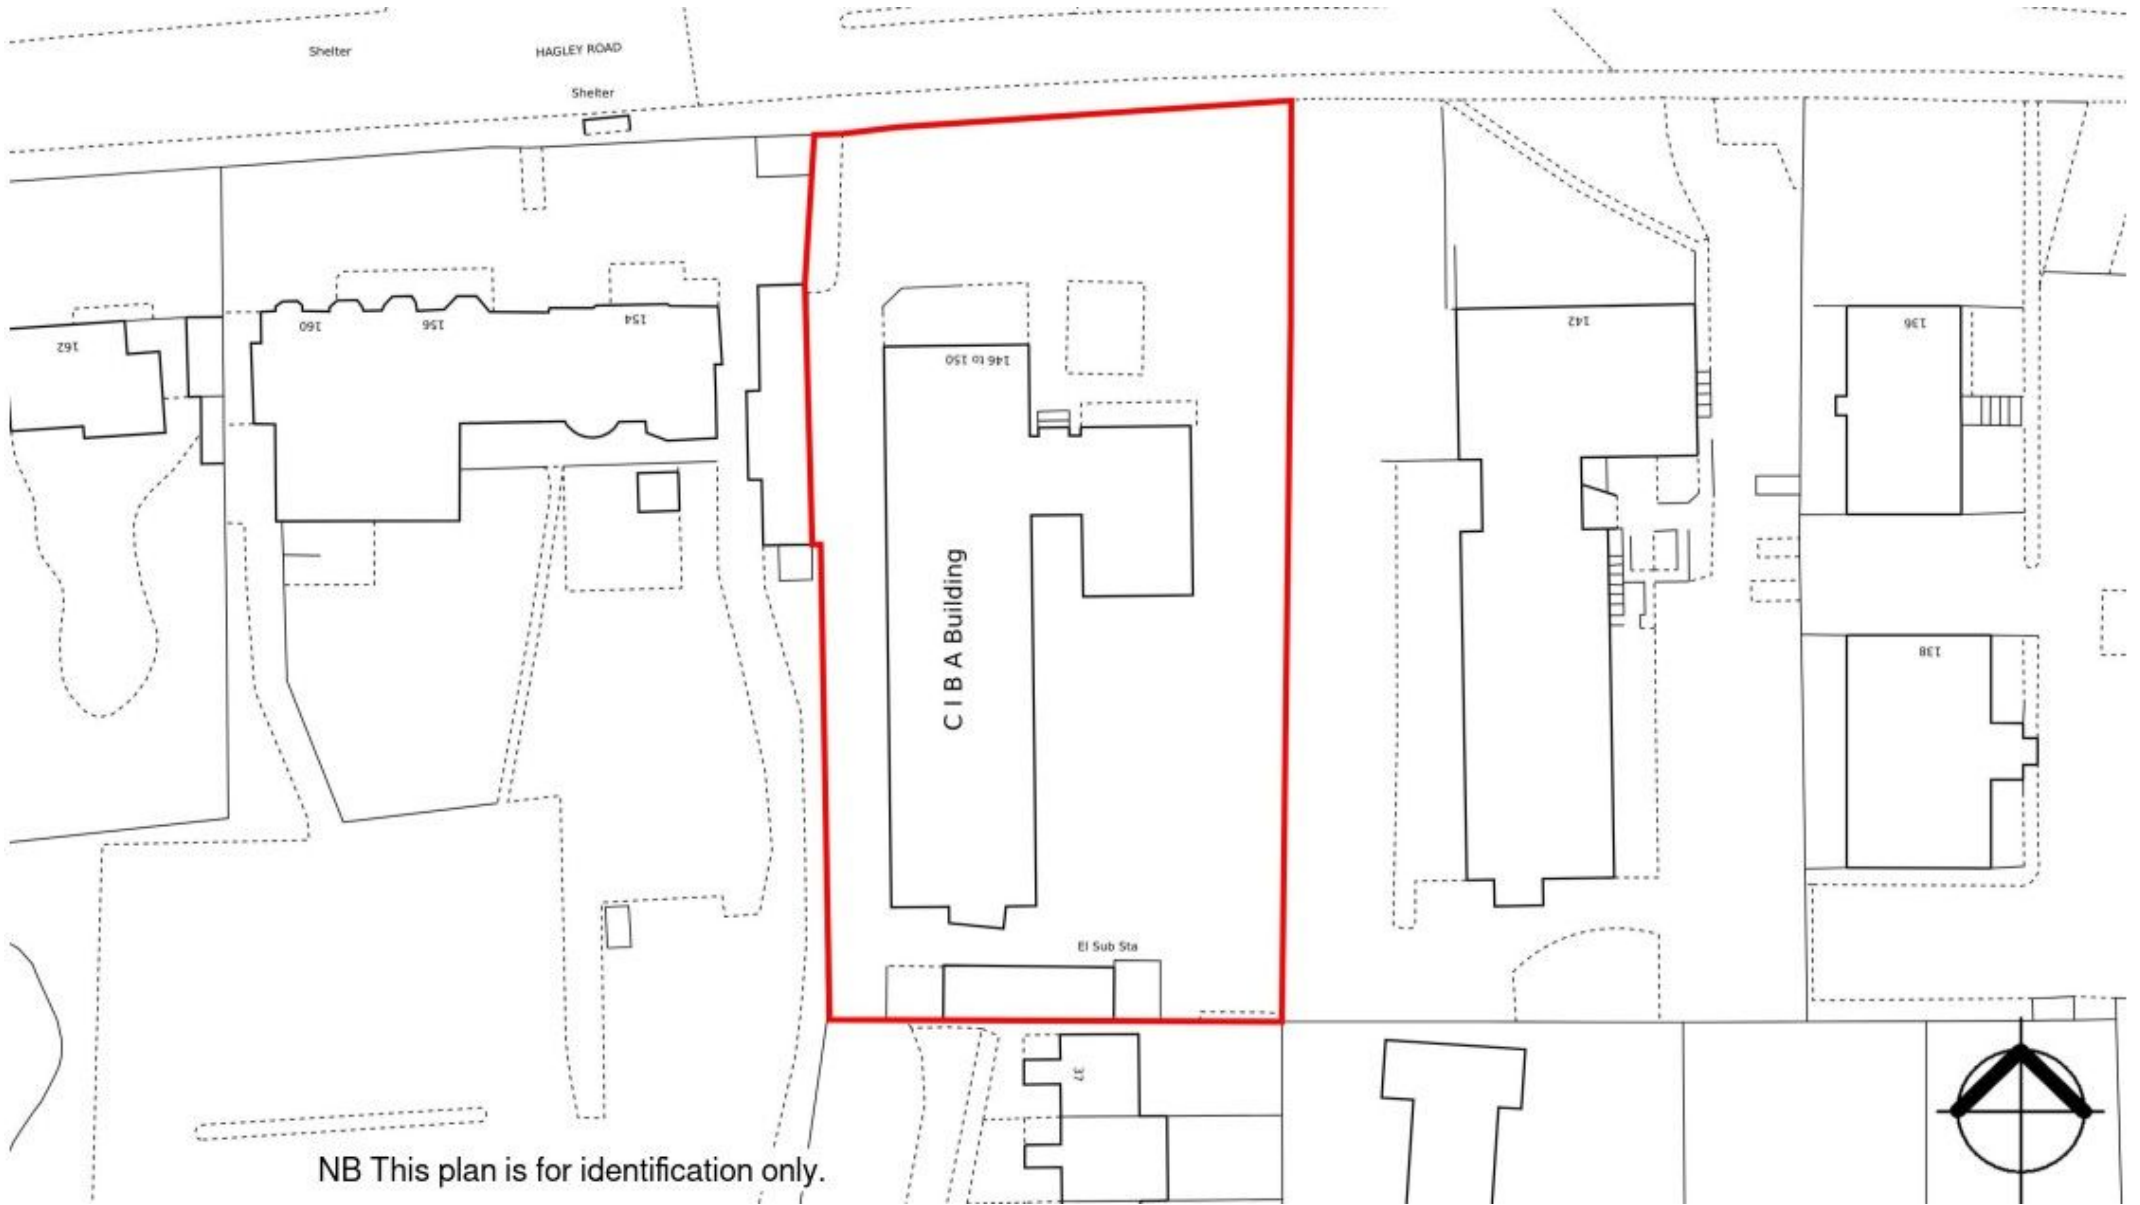 Shelter
HAGLEY ROAD
Shelter
162
160
156
154
146 to 150
142
136
C I B A Building
138
El Sub Sta
37
NB This plan is for identification only.